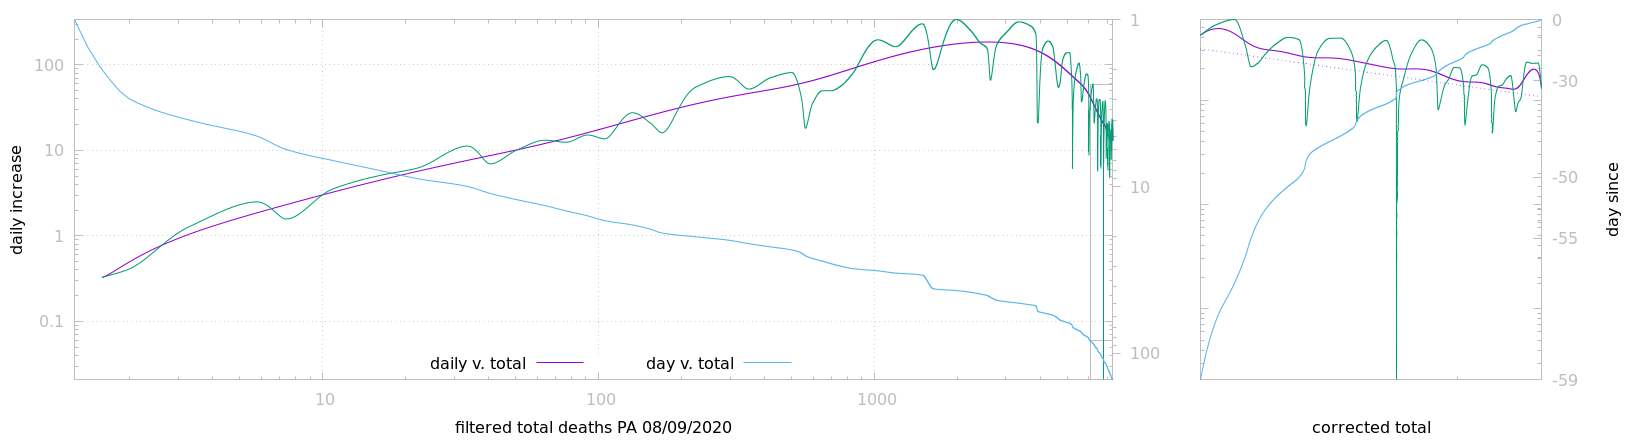 daily increase
100
10
1
0.1
daily v. total
day v. total
10
100
1000
filtered total deaths PA 08/09/2020
1
10
100
0
-30
-50
-55
-59
day since
corrected total